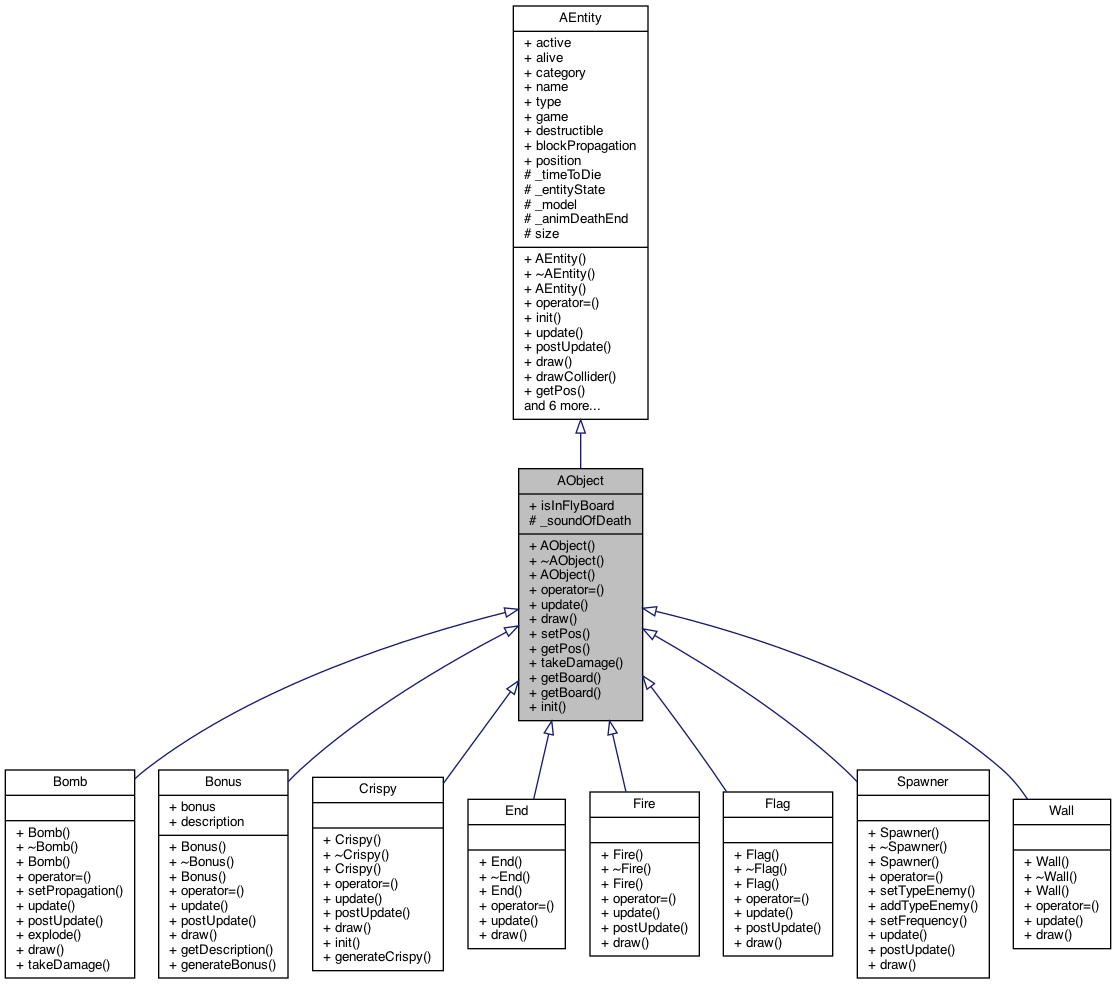 AEntity
+ active
+ alive
+ category
+ name
+ type
+ game
+ destructible
+ blockPropagation
+ position
# _timeToDie
# _entityState
# _model
# _animDeathEnd
# size
+ AEntity()
+ ~AEntity()
+ AEntity()
+ operator=()
+ init()
+ update()
+ postUpdate()
+ draw()
+ drawCollider()
+ getPos()
and 6 more...
AObject
+ isInFlyBoard
# _soundOfDeath
+ AObject()
+ ~AObject()
+ AObject()
+ operator=()
+ update()
+ draw()
+ setPos()
+ getPos()
+ takeDamage()
+ getBoard()
+ getBoard()
+ init()
Bomb
+ Bomb()
+ ~Bomb()
+ Bomb()
+ operator=()
+ setPropagation()
+ update()
+ postUpdate()
+ explode()
+ draw()
+ takeDamage()
Bonus
+ bonus
+ description
+ Bonus()
+ ~Bonus()
+ Bonus()
+ operator=()
+ update()
+ postUpdate()
+ draw()
+ getDescription()
+ generateBonus()
Crispy
+ Crispy()
+ ~Crispy()
+ Crispy()
+ operator=()
+ update()
+ postUpdate()
+ draw()
+ init()
+ generateCrispy()
End
+ End()
+ ~End()
+ End()
+ operator=()
+ update()
+ draw()
Fire
+ Fire()
+ ~Fire()
+ Fire()
+ operator=()
+ update()
+ postUpdate()
+ draw()
Flag
+ Flag()
+ ~Flag()
+ Flag()
+ operator=()
+ update()
+ postUpdate()
+ draw()
Spawner
+ Spawner()
+ ~Spawner()
+ Spawner()
+ operator=()
+ setTypeEnemy()
+ addTypeEnemy()
+ setFrequency()
+ update()
+ postUpdate()
+ draw()
Wall
+ Wall()
+ ~Wall()
+ Wall()
+ operator=()
+ update()
+ draw()